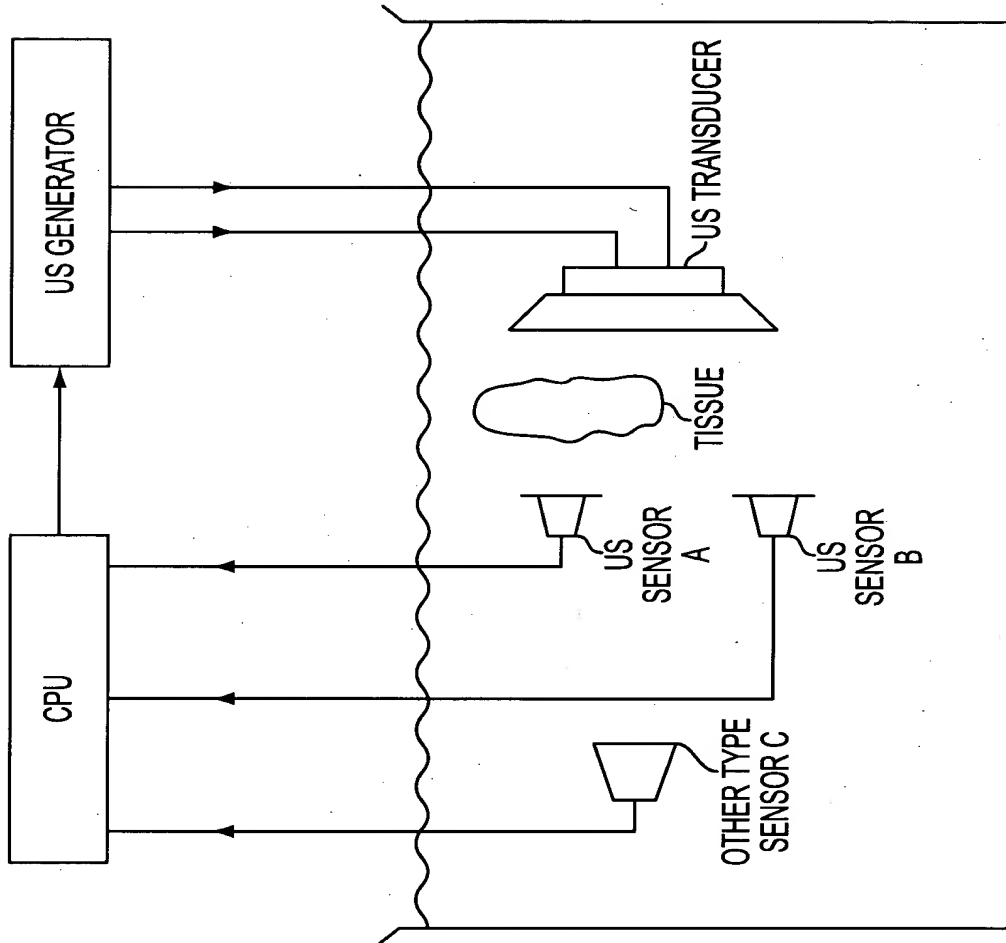 CPU
US GENERATOR
OTHER TYPE
SENSOR C
US
SENSOR
A
US
SENSOR
B
TISSUE
US TRANSDUCER